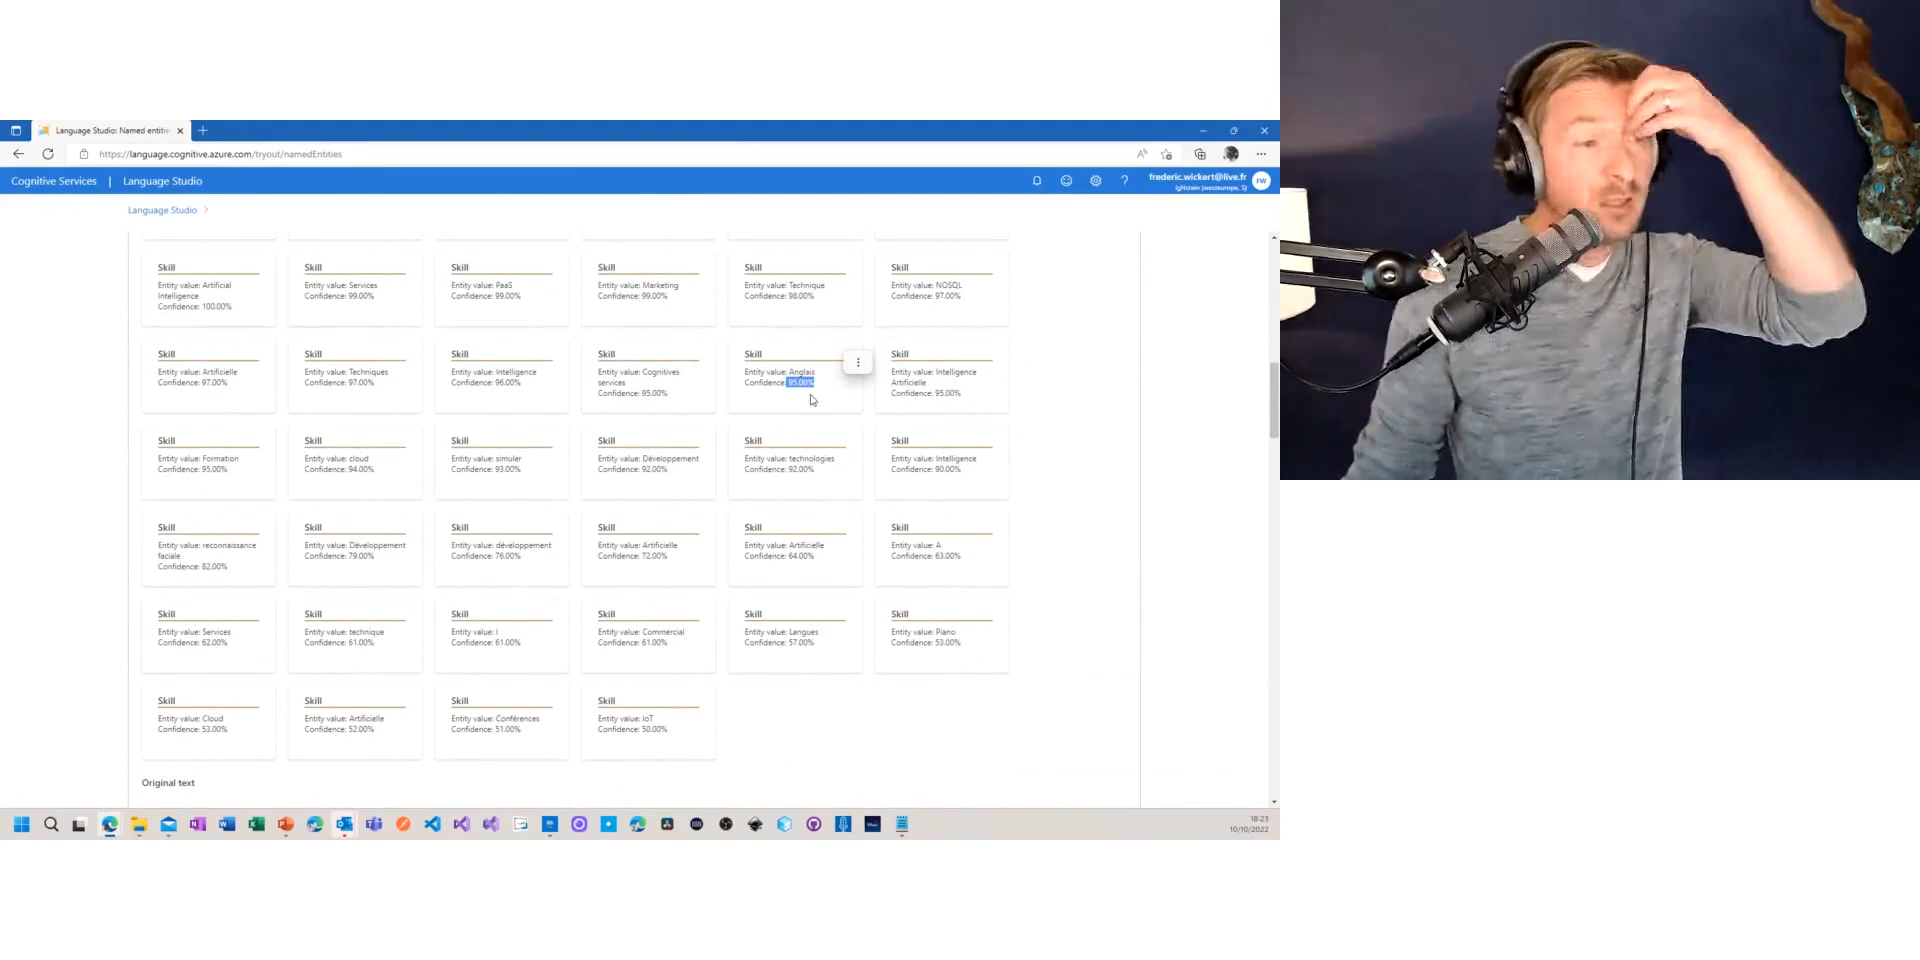 Language Studio: Named entitie
https://language.cognitive.azure.com/tryout/namedEntities
Cognitive Services | Language Studio
frederic.wickert@live.fr
IgNstein (westeurope, S)
FW
Language Studio
Skill
Entity value: Artificial
Intelligence
Confidence: 100.00%
Skill
Entity value: Services
Confidence: 99.00%
Skill
Entity value: PaaS
Confidence: 99.00%
Skill
Entity value: Marketing
Confidence: 99.00%
Skill
Entity value: Technique
Confidence: 98.00%
Skill
Entity value: NOSQL
Confidence: 97.00%
Skill
Entity value: Artificielle
Confidence: 97.00%
Skill
Entity value: Techniques
Confidence: 97.00%
Skill
Entity value: Intelligence
Confidence: 96.00%
Skill
Entity value: Cognitives
services
Confidence: 95.00%
Skill
Entity value: Anglais
Confidence: 95.00%
Skill
Entity value: Intelligence
Artificielle
Confidence: 95.00%
Skill
Entity value: Formation
Confidence: 95.00%
Skill
Entity value: cloud
Confidence: 94.00%
Skill
Entity value: simuler
Confidence: 93.00%
Skill
Entity value: Développement
Confidence: 92.00%
Skill
Entity value: technologies
Confidence: 92.00%
Skill
Entity value: Intelligence
Confidence: 90.00%
Skill
Entity value: reconnaissance
faciale
Confidence: 82.00%
Skill
Entity value: Développement
Confidence: 79.00%
Skill
Entity value: développement
Confidence: 76.00%
Skill
Entity value: Artificielle
Confidence: 72.00%
Skill
Entity value: Artificielle
Confidence: 64.00%
Skill
Entity value: A
Confidence: 63.00%
Skill
Entity value: Services
Confidence: 62.00%
Skill
Entity value: technique
Confidence: 61.00%
Skill
Entity value: I
Confidence: 61.00%
Skill
Entity value: Commercial
Confidence: 61.00%
Skill
Entity value: Langues
Confidence: 57.00%
Skill
Entity value: Piano
Confidence: 53.00%
Skill
Entity value: Cloud
Confidence: 53.00%
Skill
Entity value: Artificielle
Confidence: 52.00%
Skill
Entity value: Conférences
Confidence: 51.00%
Skill
Entity value: IoT
Confidence: 50.00%
Original text
18:23
10/10/2022